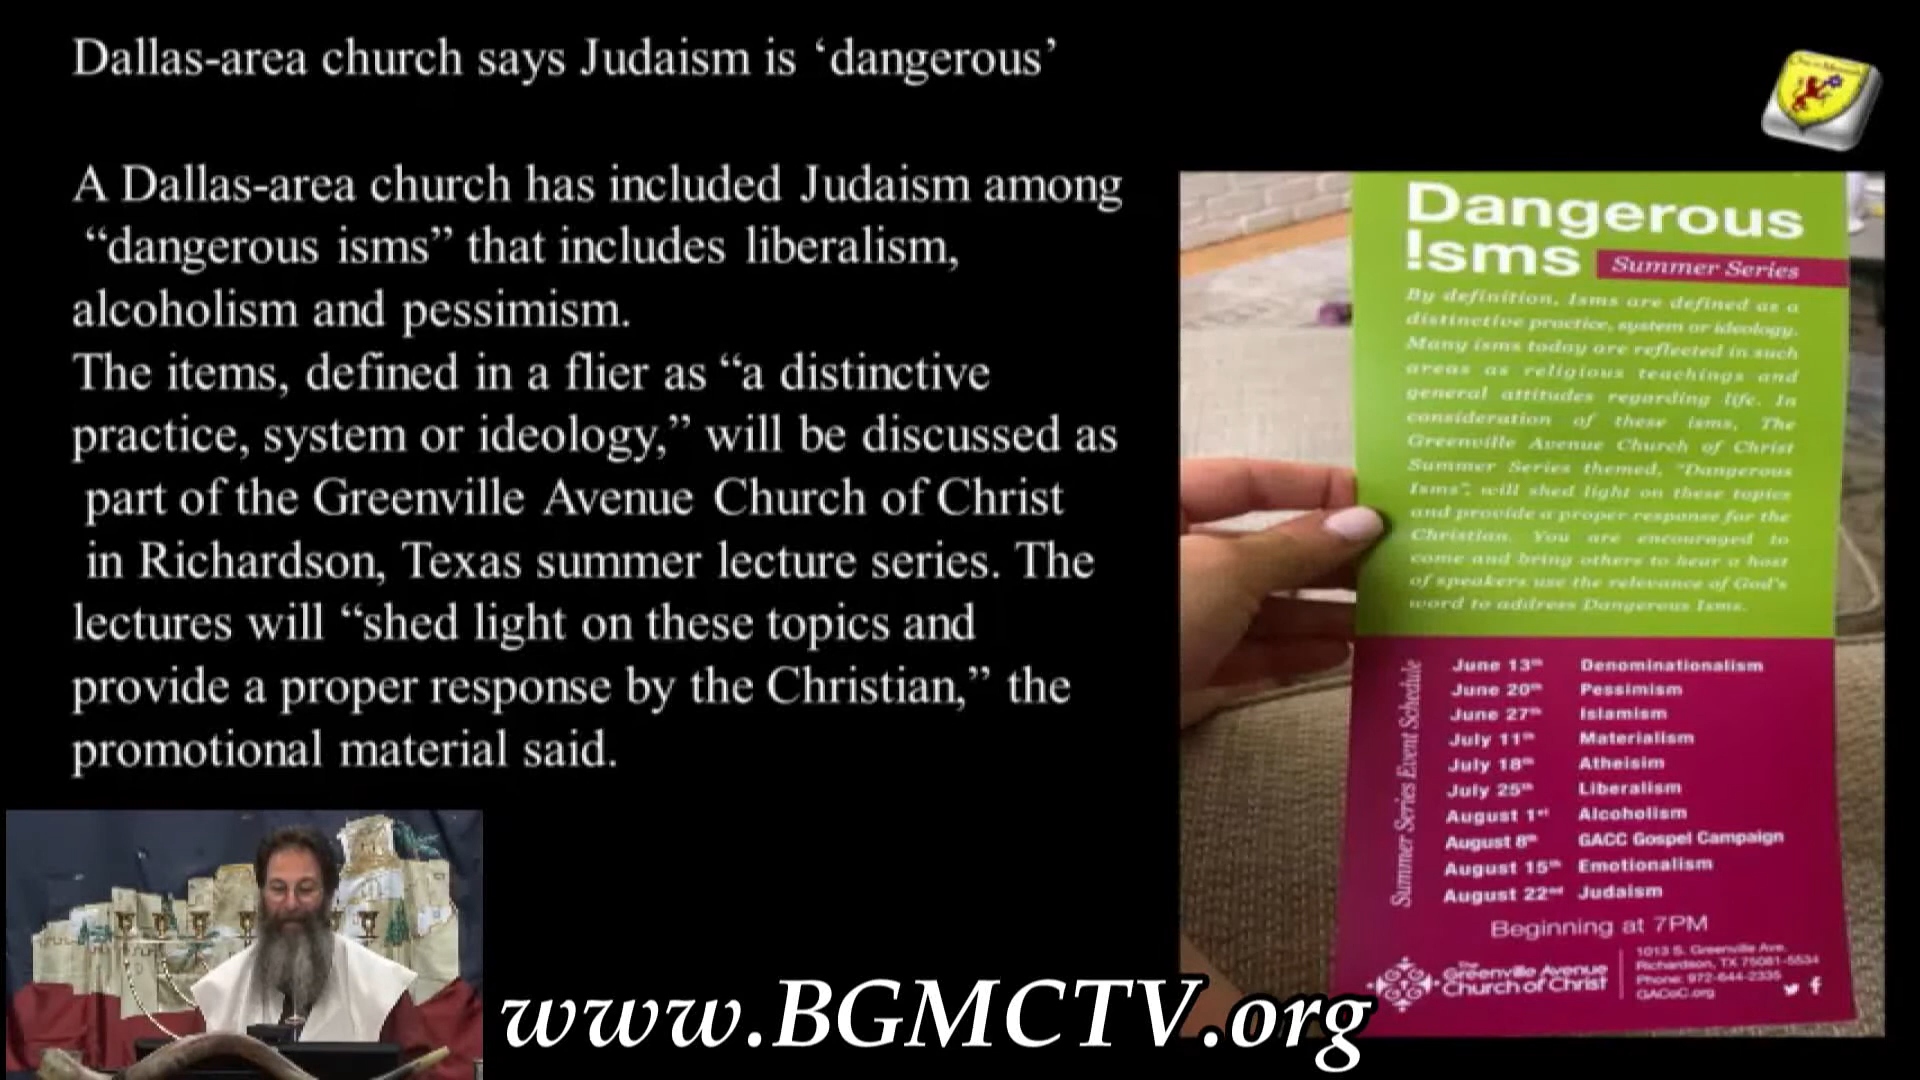 Dallas-area church says Judaism is ‘dangerous’
A Dallas-area church has included Judaism among
“dangerous isms” that includes liberalism,
alcoholism and pessimism.
The items, defined in a flier as “a distinctive
practice, system or ideology,” will be discussed as
part of the Greenville Avenue Church of Christ
in Richardson, Texas summer lecture series. The
lectures will “shed light on these topics and
provide a proper response by the Christian,” the
promotional material said.
Dangerous
!sms Summer Series
By definition, Isms are defined as a
distinctive practice, system or ideology.
Many isms today are reflected in such
areas as religious teachings and
general attitudes regarding life. In
consideration of these isms, The
Greenville Avenue Church of Christ
Summer Series themed, "Dangerous
Isms", will shed light on these topics
and provide a proper response for the
Christian. You are encouraged to
come and bring others to hear a host
of speakers use the relevance of God's
word to address Dangerous Isms.
Summer Series Event Schedule
June 13th Denominationalism
June 20th Pessimism
June 27th Islamism
July 11th Materialism
July 18th Atheisim
July 25th Liberalism
August 1st Alcoholism
August 8th GACC Gospel Campaign
August 15th Emotionalism
August 22nd Judaism
Beginning at 7PM
The
Greenville Avenue
Church of Christ
1013 S. Greenville Ave.
Richardson, TX 75081-5534
Phone: 972-644-2335
GACoC.org
www.BGMCTV.org